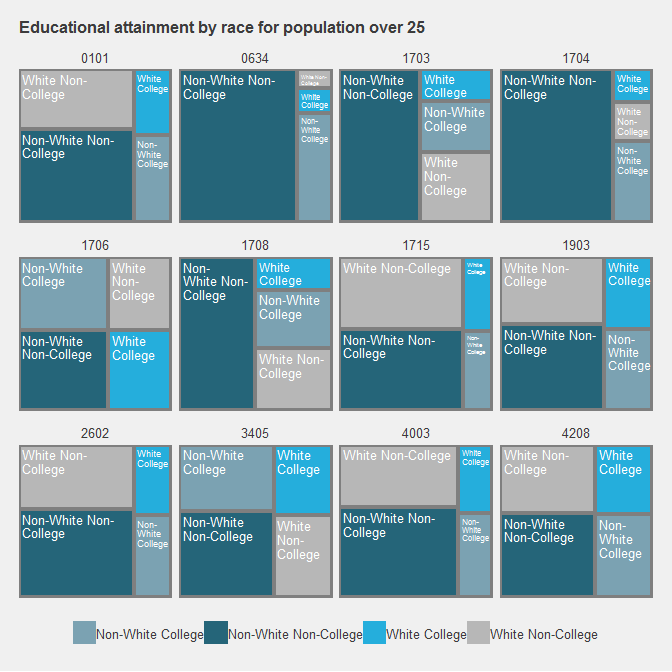 Educational attainment by race for population over 25
0101
White Non-
College
White
College
Non-White Non-
College
Non-
White
College
0634
Non-White Non-
College
White Non-
College
White
College
Non-
White
College
1703
Non-White
Non-College
White
College
Non-White
College
White
Non-
College
1704
Non-White Non-
College
White
College
White
Non-
College
Non-
White
College
1706
Non-White
College
White
Non-
College
Non-White
Non-College
White
College
1708
Non-
White Non-
College
White
College
Non-White
College
White Non-
College
1715
White Non-College
White
College
Non-White Non-
College
Non-
White
College
1903
White Non-
College
White
College
Non-White Non-
College
Non-
White
College
2602
White Non-
College
White
College
Non-White Non-
College
Non-
White
College
3405
Non-White
College
White
College
Non-White
Non-College
White
Non-
College
4003
White Non-College
White
College
Non-White Non-
College
Non-
White
College
4208
White Non-
College
White
College
Non-White
Non-College
Non-
White
College
Non-White College Non-White Non-College White College White Non-College